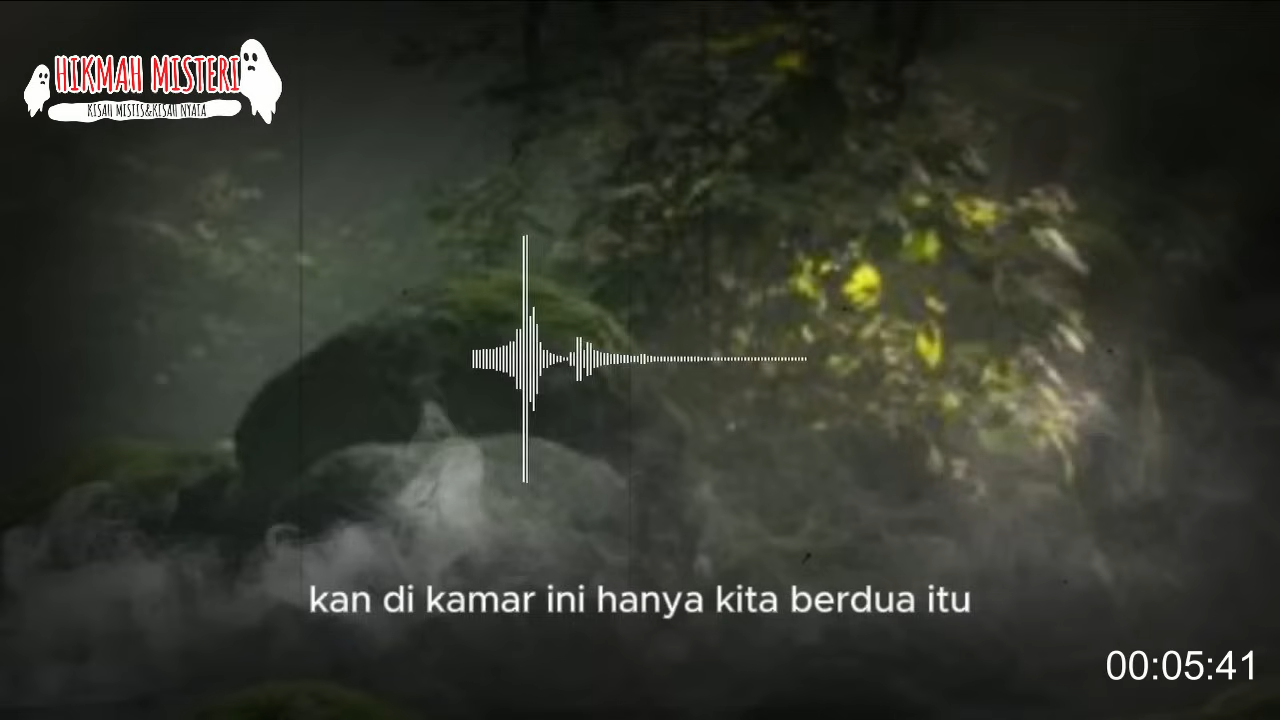 HIKMAH MISTERI
KISAH MISTIS&KISAH NYATA
kan di kamar ini hanya kita berdua itu
00:05:41